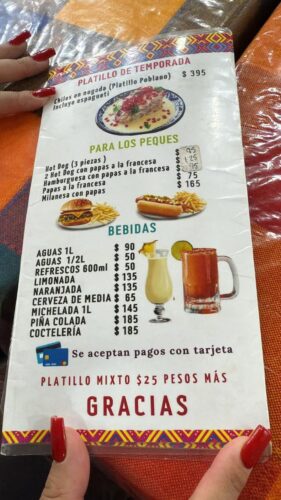 PLATILLO DE TEMPORADA
Chiles en nogada (Platillo Poblano) $ 395
Incluye espagueti
PARA LOS PEQUES
Hot Dog (3 piezas) $ 95
2 Hot Dog con papas a la francesa $
Hamburguesa con papas a la francesa $
Papas a la francesa 75
Milanesa con papas $ 165
BEBIDAS
AGUAS 1L $ 90
AGUAS 1/2L $ 50
REFRESCOS 600ml $ 50
LIMONADA $135
NARANJADA $135
CERVEZA DE MEDIA $ 65
MICHELADA 1L $ 145
PIÑA COLADA $185
COCTELERÍA $185
Se aceptan pagos con tarjeta
PLATILLO MIXTO $25 PESOS MÁS
GRACIAS